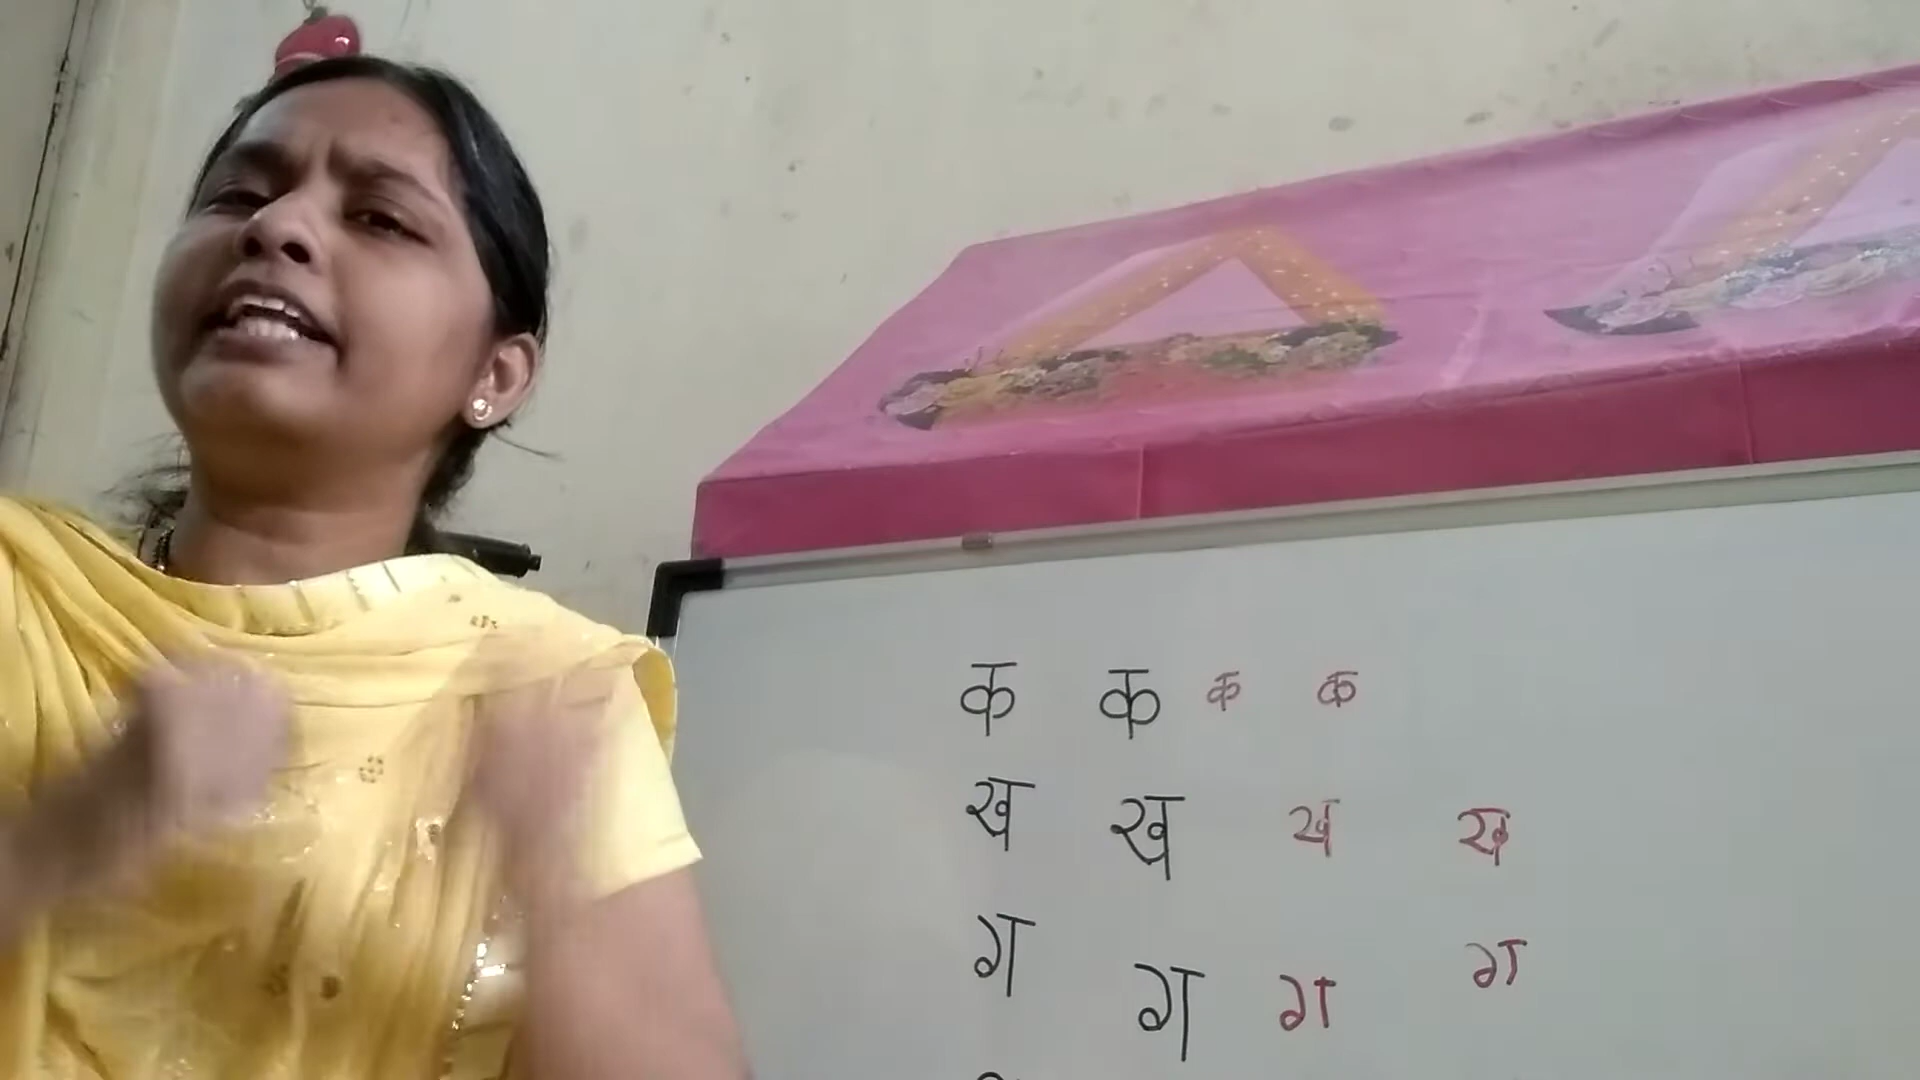 क क क क
ख ख ख ख
ग ग ग ग